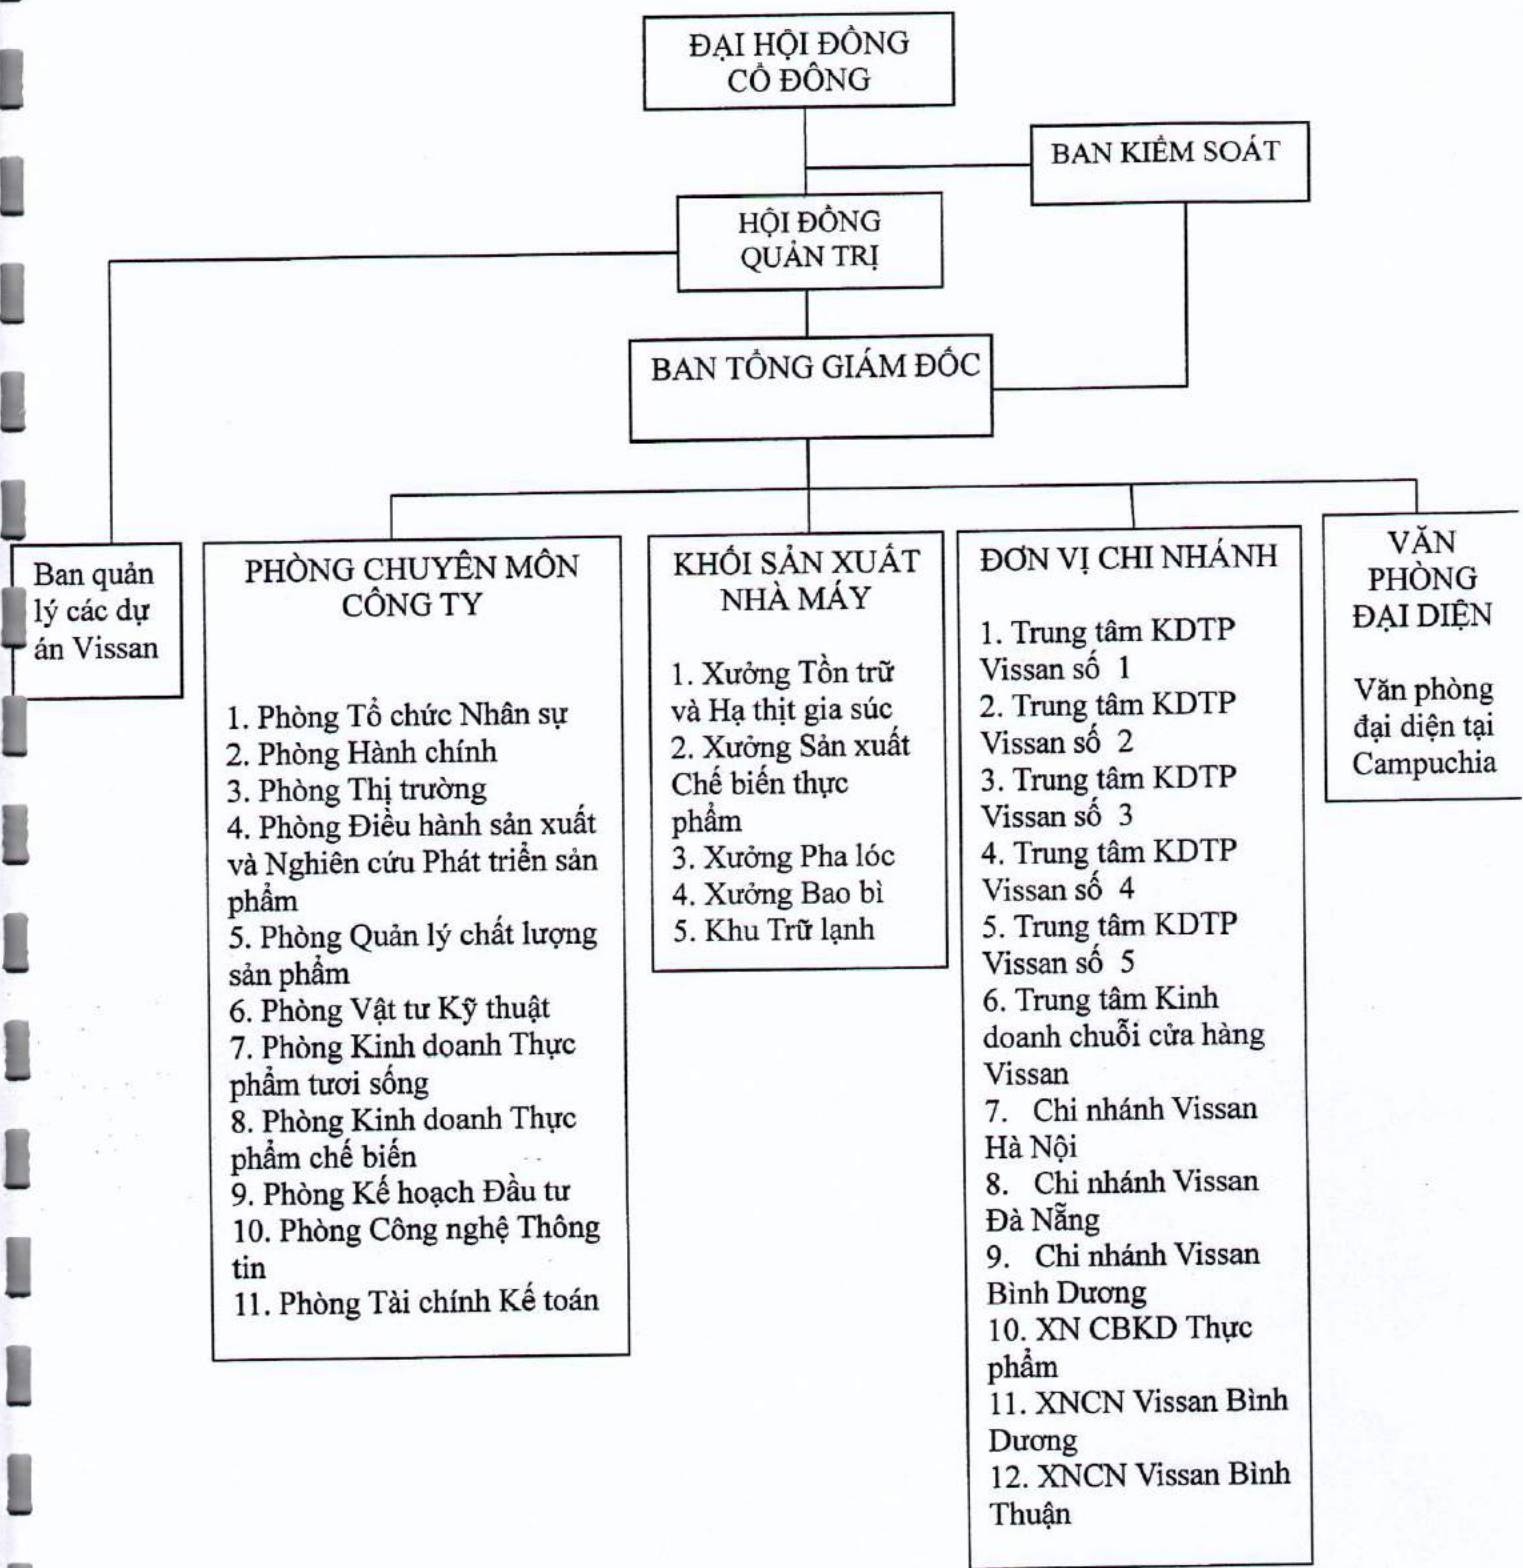 ĐẠI HỘI ĐỒNG
CỔ ĐÔNG
BAN KIỂM SOÁT
HỘI ĐỒNG
QUẢN TRỊ
BAN TỔNG GIÁM ĐỐC
Ban quản
lý các dự
án Vissan
PHÒNG CHUYÊN MÔN
CÔNG TY
1. Phòng Tổ chức Nhân sự
2. Phòng Hành chính
3. Phòng Thị trường
4. Phòng Điều hành sản xuất
và Nghiên cứu Phát triển sản
phẩm
5. Phòng Quản lý chất lượng
sản phẩm
6. Phòng Vật tư Kỹ thuật
7. Phòng Kinh doanh Thực
phẩm tươi sống
8. Phòng Kinh doanh Thực
phẩm chế biến
9. Phòng Kế hoạch Đầu tư
10. Phòng Công nghệ Thông
tin
11. Phòng Tài chính Kế toán
KHỐI SẢN XUẤT
NHÀ MÁY
1. Xưởng Tồn trữ
và Hạ thịt gia súc
2. Xưởng Sản xuất
Chế biến thực
phẩm
3. Xưởng Pha lóc
4. Xưởng Bao bì
5. Khu Trữ lạnh
ĐƠN VỊ CHI NHÁNH
1. Trung tâm KDTP
Vissan số 1
2. Trung tâm KDTP
Vissan số 2
3. Trung tâm KDTP
Vissan số 3
4. Trung tâm KDTP
Vissan số 4
5. Trung tâm KDTP
Vissan số 5
6. Trung tâm Kinh
doanh chuỗi cửa hàng
Vissan
7. Chi nhánh Vissan
Hà Nội
8. Chi nhánh Vissan
Đà Nẵng
9. Chi nhánh Vissan
Bình Dương
10. XN CBKD Thực
phẩm
11. XNCN Vissan Bình
Dương
12. XNCN Vissan Bình
Thuận
VĂN
PHÒNG
ĐẠI DIỆN
Văn phòng
đại diện tại
Campuchia